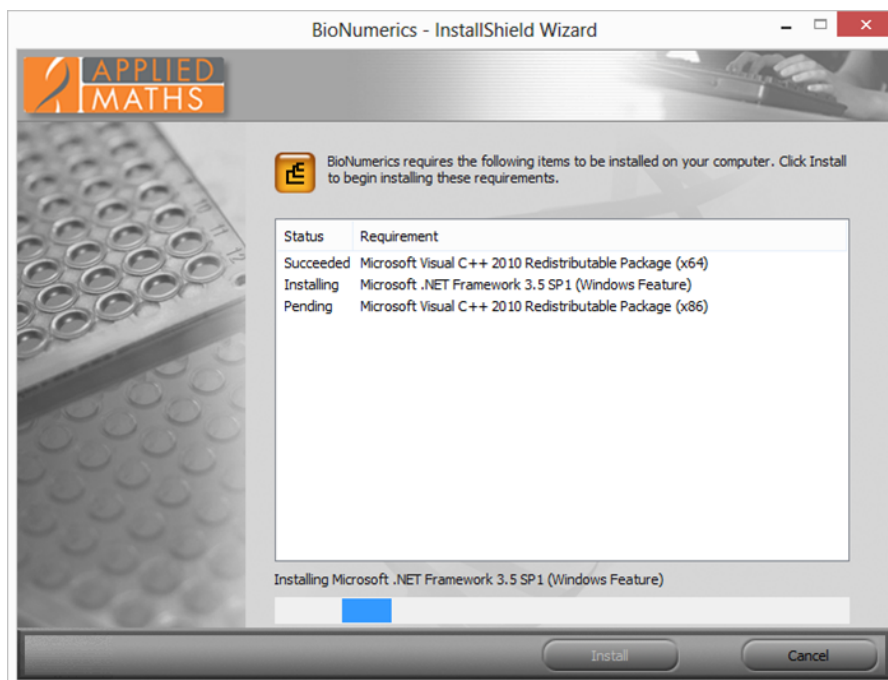 BioNumerics - InstallShield Wizard
APPLIED
MATHS
BioNumerics requires the following items to be installed on your computer. Click Install
to begin installing these requirements.
Status Requirement
Succeeded Microsoft Visual C++ 2010 Redistributable Package (x64)
Installing Microsoft .NET Framework 3.5 SP1 (Windows Feature)
Pending Microsoft Visual C++ 2010 Redistributable Package (x86)
10
11
12
Installing Microsoft .NET Framework 3.5 SP1 (Windows Feature)
Install Cancel